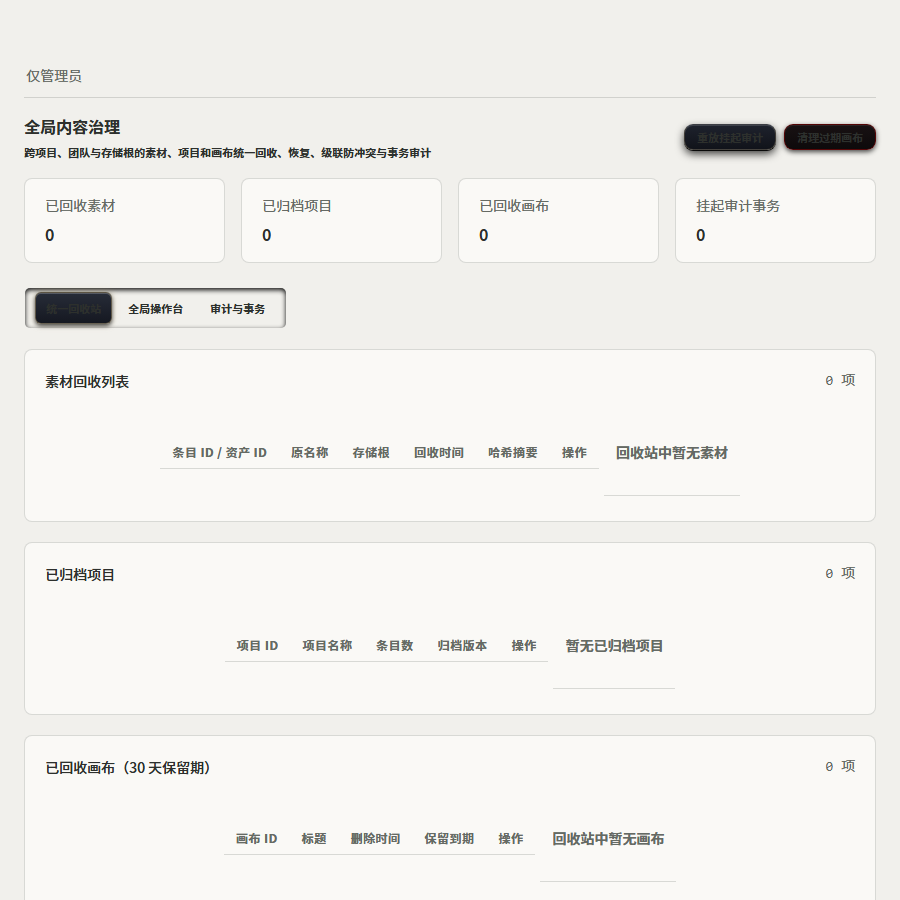 仅管理员
全局内容治理
跨项目、团队与存储根的素材、项目和画布统一回收、恢复、级联防冲突与事务审计
重放挂起审计 清理过期画布
已回收素材 已归档项目 已回收画布 挂起审计事务
0 0 0 0
统一回收站 全局操作台 审计与事务
素材回收列表 0 项
条目 ID / 资产 ID 原名称 存储根 回收时间 哈希摘要 操作 回收站中暂无素材
已归档项目 0 项
项目 ID 项目名称 条目数 归档版本 操作 暂无已归档项目
已回收画布（30 天保留期） 0 项
画布 ID 标题 删除时间 保留到期 操作 回收站中暂无画布